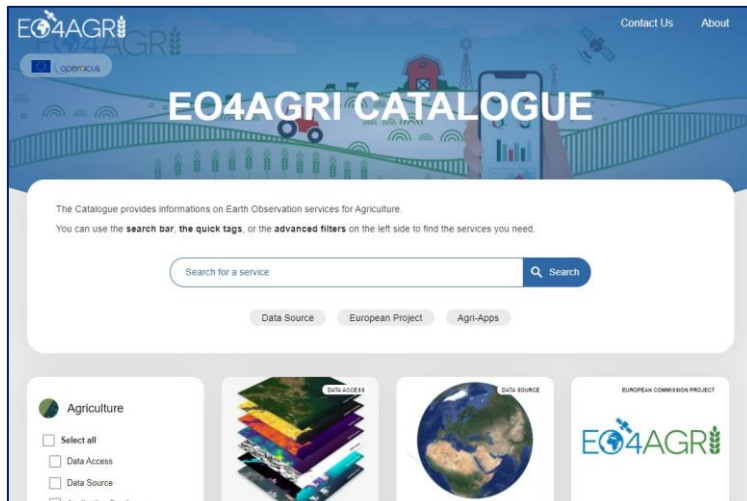 EO4AGRI
Contact Us About
EO4AGRI
opernicus
EO4AGRI CATALOGUE
The Catalogue provides informations on Earth Observation services for Agriculture.
You can use the search bar, the quick tags, or the advanced filters on the left side to find the services you need.
Search for a service Search
Data Source European Project Agri-Apps
Agriculture
Select all
Data Access
Data Source
DATA ACCESS
DATA SOURCE
EUROPEAN COMMISSION PROJECT
EO4AGRI